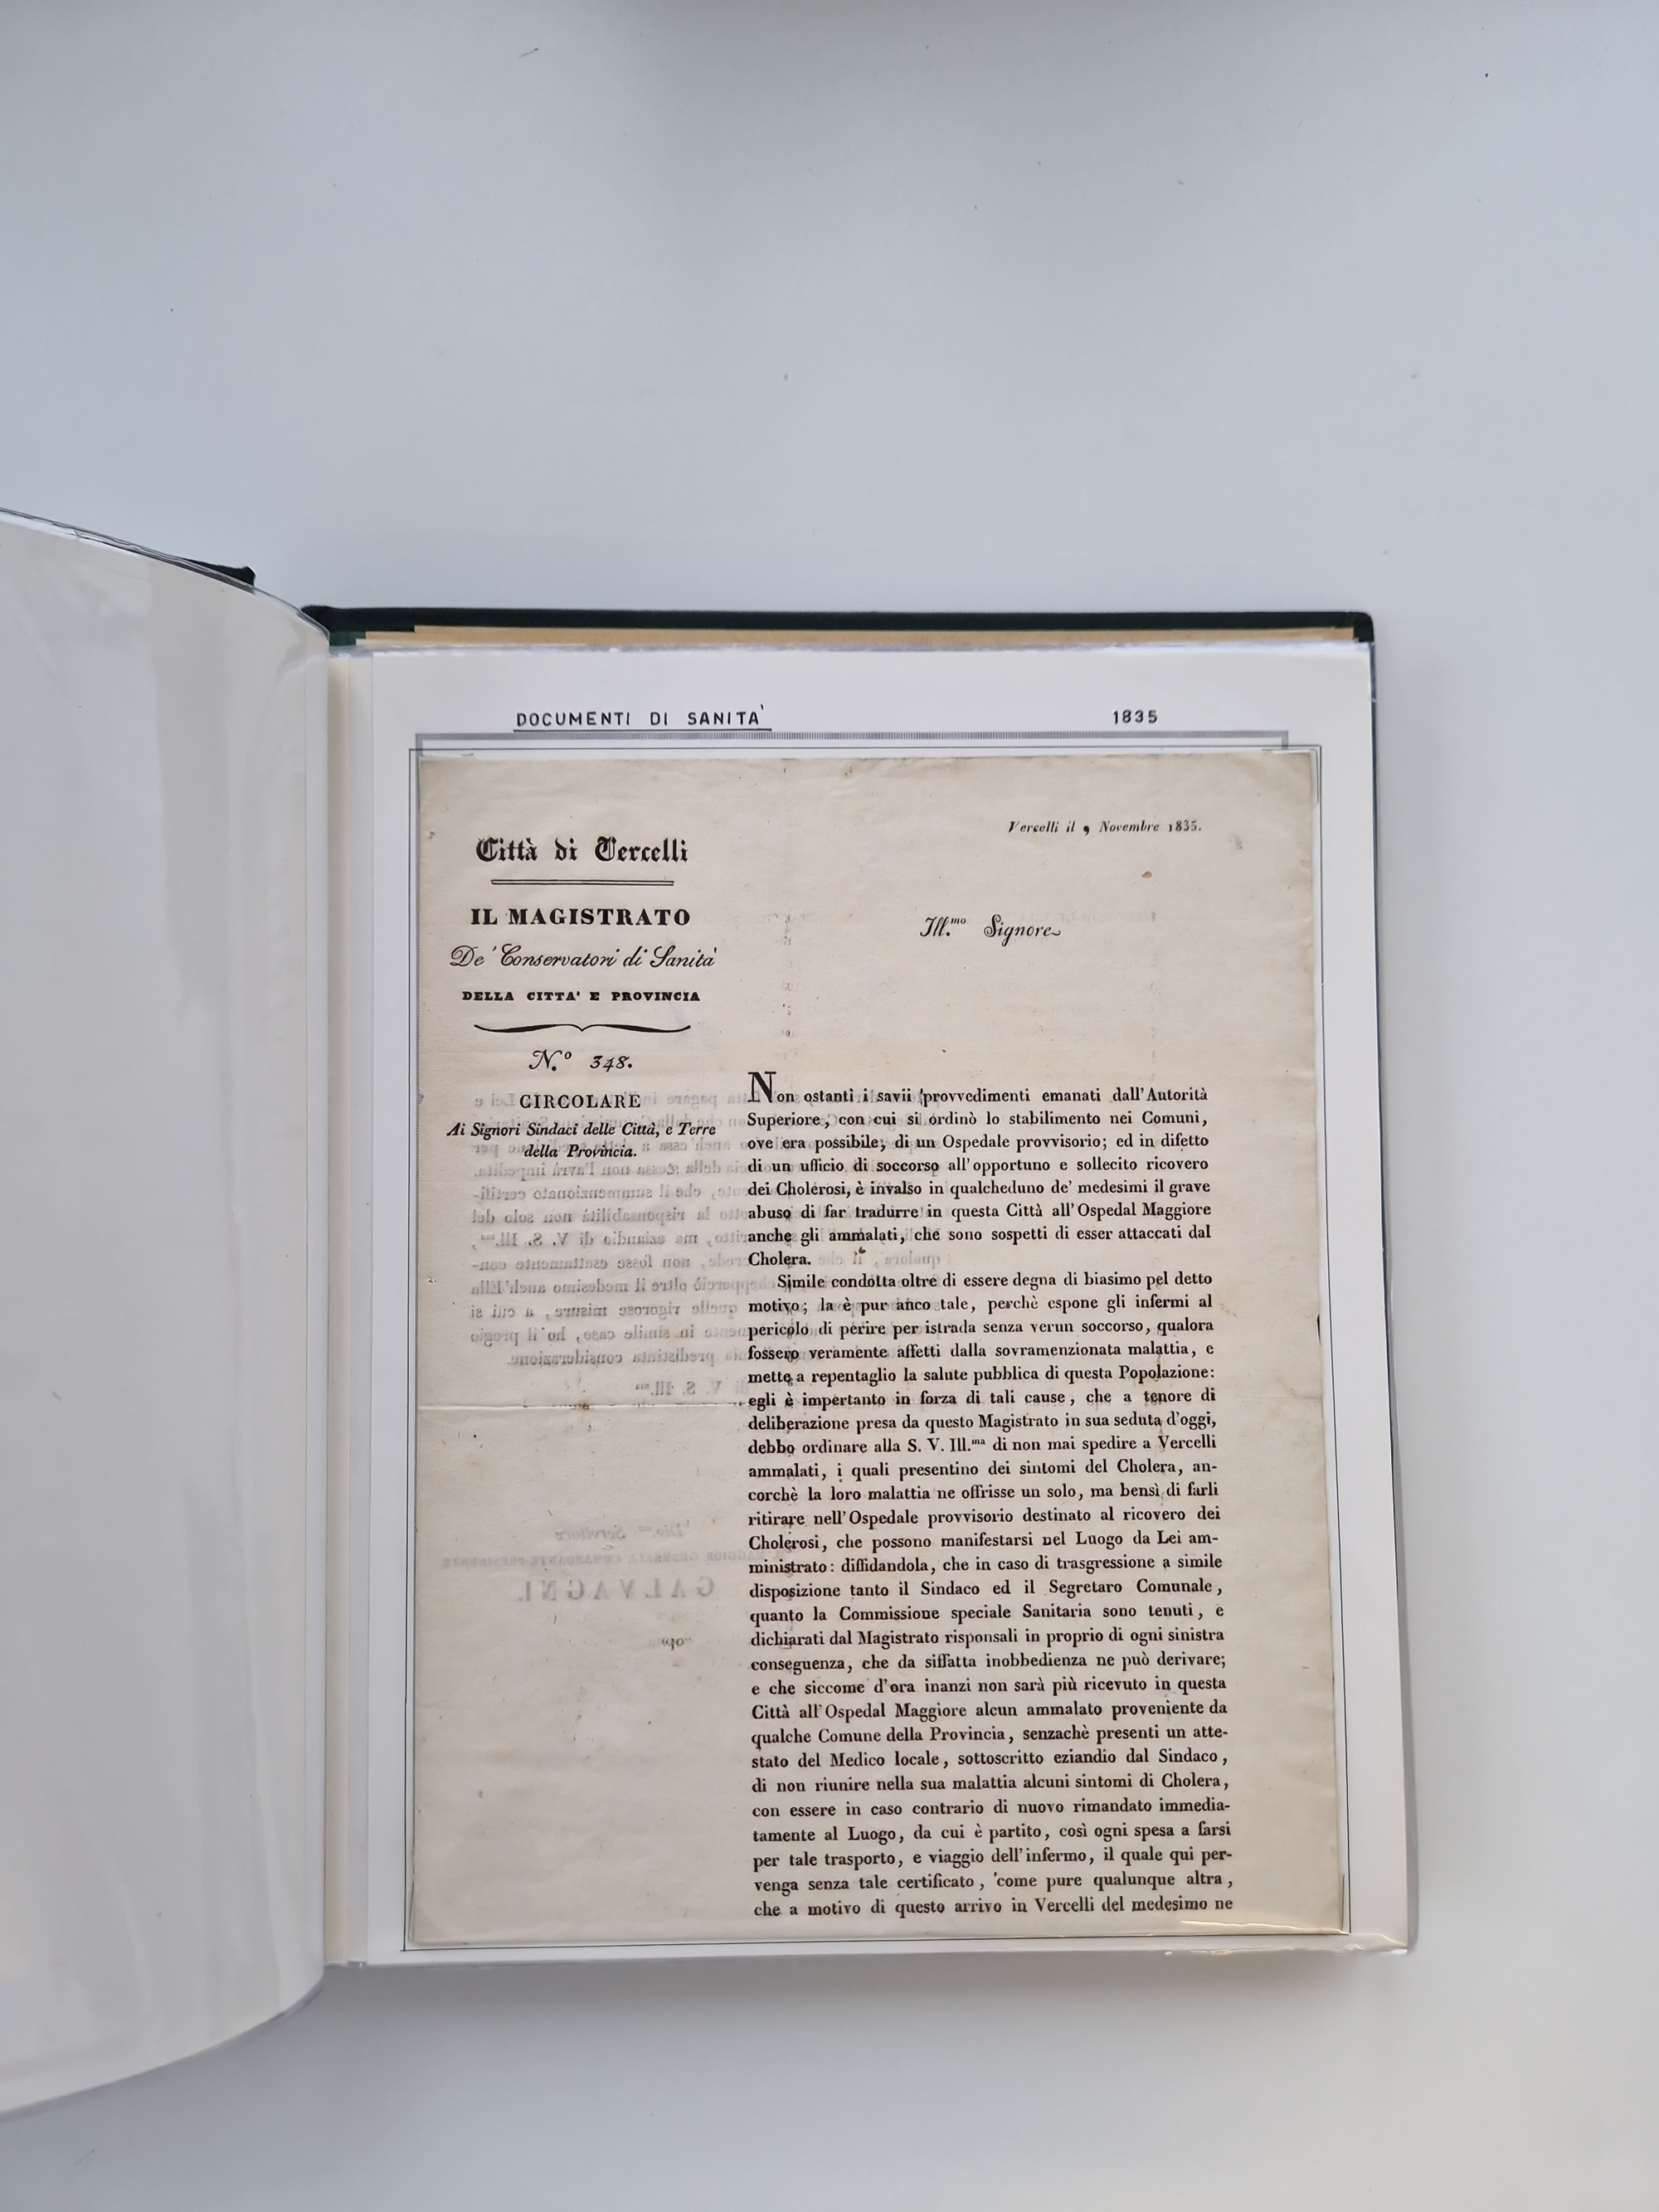 DOCUMENTI DI SANITA'
1835
Vercelli il 9 Novembre 1835.
Città di Vercelli
IL MAGISTRATO
De' Conservatori di Sanità
DELLA CITTA' E PROVINCIA
N.° 348.
CIRCOLARE
Ai Signori Sindaci delle Città, e Terre
della Provincia.
Ill.mo Signore
Non ostanti i savii provvedimenti emanati dall'Autorità
Superiore, con cui si ordinò lo stabilimento nei Comuni,
ove era possibile, di un Ospedale provvisorio; ed in difetto
di un ufficio di soccorso all'opportuno e sollecito ricovero
dei Cholerosi, è invalso in qualcheduno de' medesimi il grave
abuso di far tradurre in questa Città all'Ospedal Maggiore
anche gli ammalati, che sono sospetti di esser attaccati dal
Cholera.
Simile condotta oltre di essere degna di biasimo pel detto
motivo; la è pur anco tale, perchè espone gli infermi al
pericolo di perire per istrada senza verun soccorso, qualora
fossero veramente affetti dalla sovramenzionata malattia, e
mette a repentaglio la salute pubblica di questa Popolazione:
egli è impertanto in forza di tali cause, che a tenore di
deliberazione presa da questo Magistrato in sua seduta d'oggi,
debbo ordinare alla S. V. Ill.ma di non mai spedire a Vercelli
ammalati, i quali presentino dei sintomi del Cholera, an-
corchè la loro malattia ne offrisse un solo, ma bensì di farli
ritirare nell'Ospedale provvisorio destinato al ricovero dei
Cholerosi, che possono manifestarsi nel Luogo da Lei am-
ministrato: diffidandola, che in caso di trasgressione a simile
disposizione tanto il Sindaco ed il Segretaro Comunale,
quanto la Commissione speciale Sanitaria sono tenuti, e
dichiarati dal Magistrato risponsali in proprio di ogni sinistra
conseguenza, che da siffatta inobbedienza ne può derivare;
e che siccome d'ora inanzi non sarà più ricevuto in questa
Città all'Ospedal Maggiore alcun ammalato proveniente da
qualche Comune della Provincia, senzachè presenti un atte-
stato del Medico locale, sottoscritto eziandio dal Sindaco,
di non riunire nella sua malattia alcuni sintomi di Cholera,
con essere in caso contrario di nuovo rimandato immedia-
tamente al Luogo, da cui è partito, così ogni spesa a farsi
per tale trasporto, e viaggio dell'infermo, il quale qui per-
venga senza tale certificato, come pure qualunque altra,
che a motivo di questo arrivo in Vercelli del medesimo ne